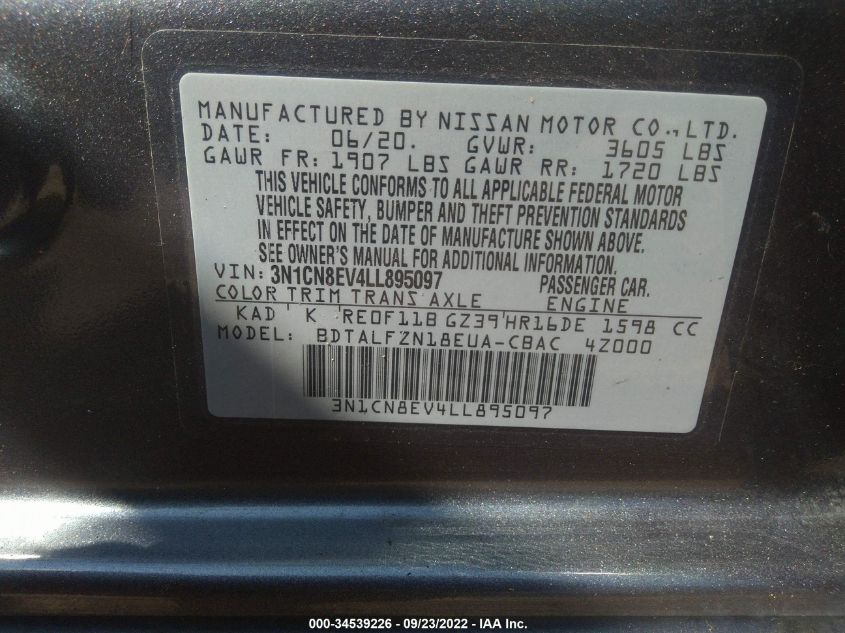 MANUFACTURED BY NISSAN MOTOR CO., LTD.
DATE: 06/20. GVWR: 3605 LBS
GAWR FR: 1907 LBS GAWR RR: 1720 LBS
THIS VEHICLE CONFORMS TO ALL APPLICABLE FEDERAL MOTOR
VEHICLE SAFETY, BUMPER AND THEFT PREVENTION STANDARDS
IN EFFECT ON THE DATE OF MANUFACTURE SHOWN ABOVE.
SEE OWNER'S MANUAL FOR ADDITIONAL INFORMATION.
VIN: 3N1CN8EV4LL895097 PASSENGER CAR.
COLOR TRIM TRANS AXLE ENGINE
KAD ' K 'RE0F11B GZ39'HR16DE 1598 CC
MODEL: BDTALFZN18EUA-CBAC 4Z000
3N1CN8EV4LL895097
000-34539226 - 09/23/2022 - IAA Inc.